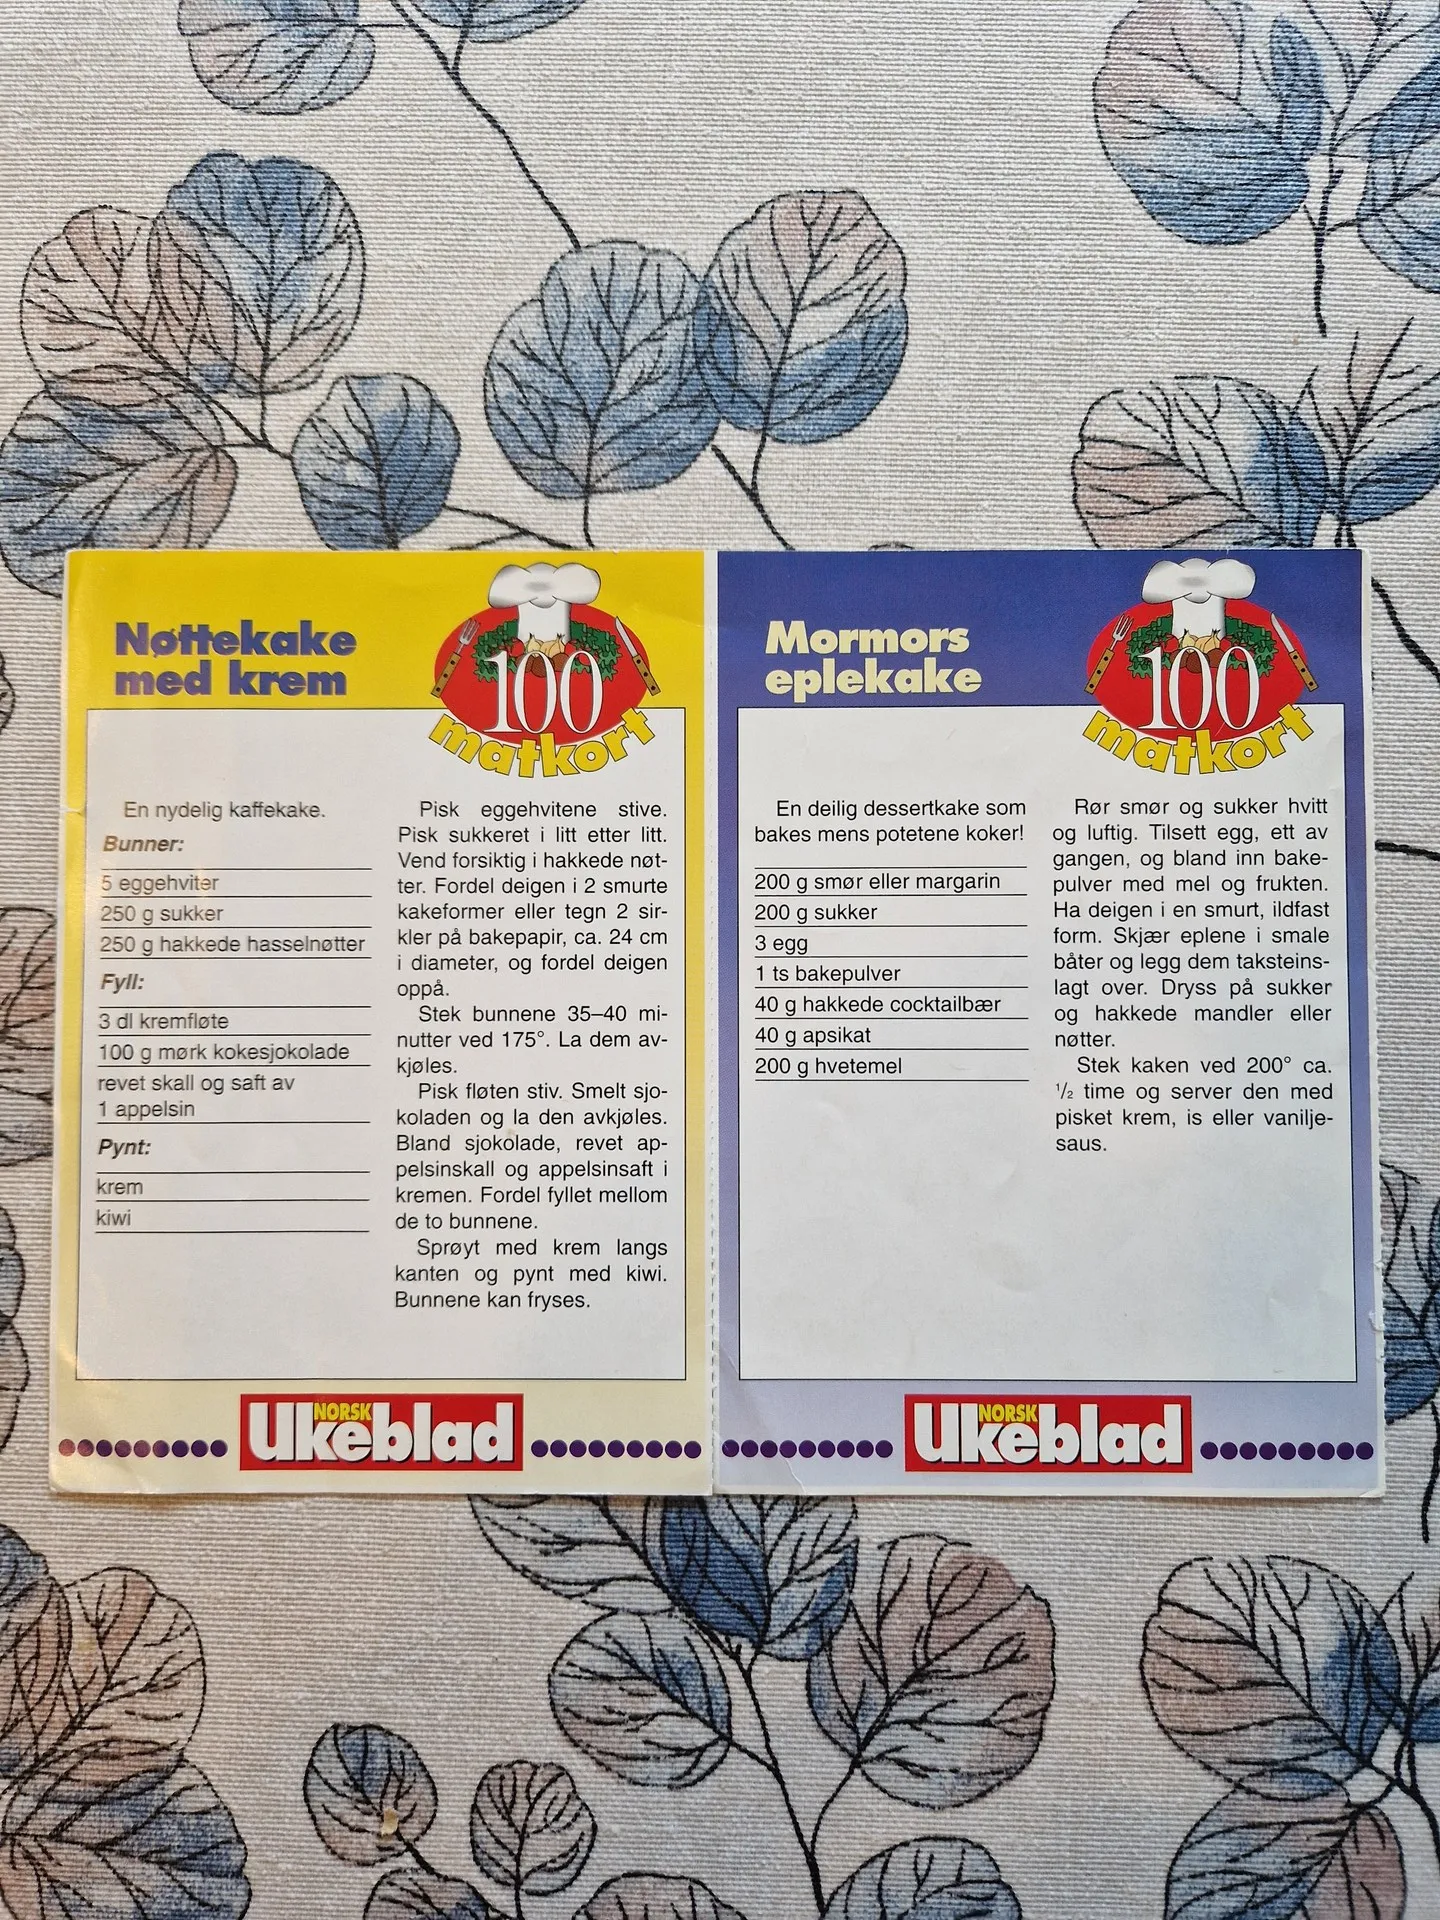 Nøttekake
med krem
100
matkort
En nydelig kaffekake.
Bunner:
5 eggehviter
250 g sukker
250 g hakkede hasselnøtter
Fyll:
3 dl kremfløte
100 g mørk kokesjokolade
revet skall og saft av
1 appelsin
Pynt:
krem
kiwi
Pisk eggehvitene stive.
Pisk sukkeret i litt etter litt.
Vend forsiktig i hakkede nøt-
ter. Fordel deigen i 2 smurte
kakeformer eller tegn 2 sir-
kler på bakepapir, ca. 24 cm
i diameter, og fordel deigen
oppå.
Stek bunnene 35–40 mi-
nutter ved 175°. La dem av-
kjøles.
Pisk fløten stiv. Smelt sjo-
koladen og la den avkjøles.
Bland sjokolade, revet ap-
pelsinskall og appelsinsaft i
kremen. Fordel fyllet mellom
de to bunnene.
Sprøyt med krem langs
kanten og pynt med kiwi.
Bunnene kan fryses.
NORSK
Ukeblad
Mormors
eplekake
100
matkort
En deilig dessertkake som
bakes mens potetene koker!
200 g smør eller margarin
200 g sukker
3 egg
1 ts bakepulver
40 g hakkede cocktailbær
40 g apsikat
200 g hvetemel
Rør smør og sukker hvitt
og luftig. Tilsett egg, ett av
gangen, og bland inn bake-
pulver med mel og frukten.
Ha deigen i en smurt, ildfast
form. Skjær eplene i smale
båter og legg dem taksteins-
lagt over. Dryss på sukker
og hakkede mandler eller
nøtter.
Stek kaken ved 200° ca.
½ time og server den med
pisket krem, is eller vanilje-
saus.
NORSK
Ukeblad